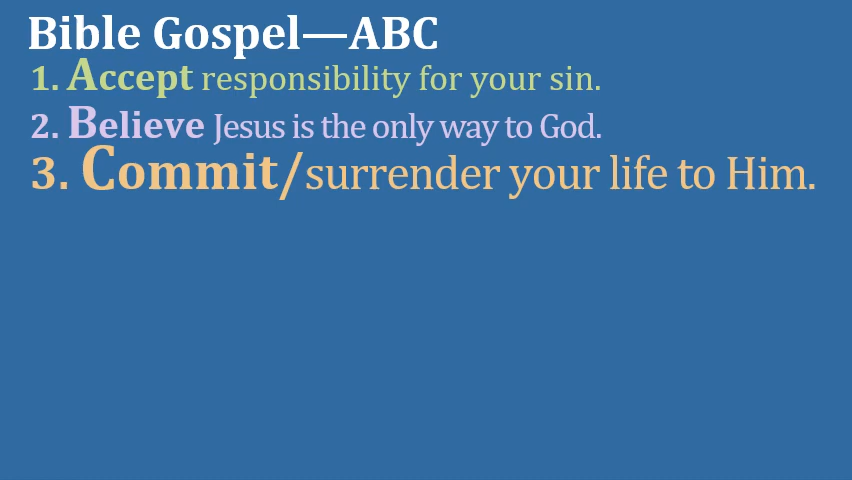 Bible Gospel—ABC
1. Accept responsibility for your sin.
2. Believe Jesus is the only way to God.
3. Commit/surrender your life to Him.